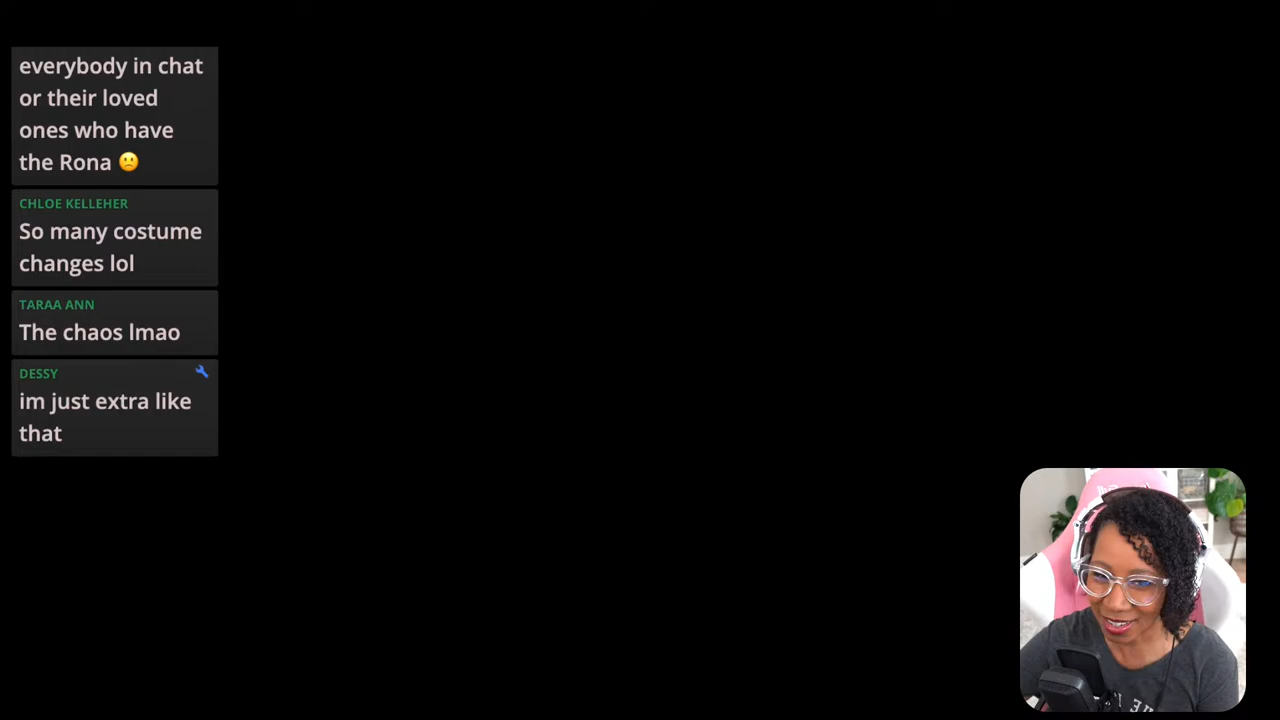 everybody in chat
or their loved
ones who have
the Rona 🙁
CHLOE KELLEHER
So many costume
changes lol
TARAA ANN
The chaos lmao
DESSY
im just extra like
that